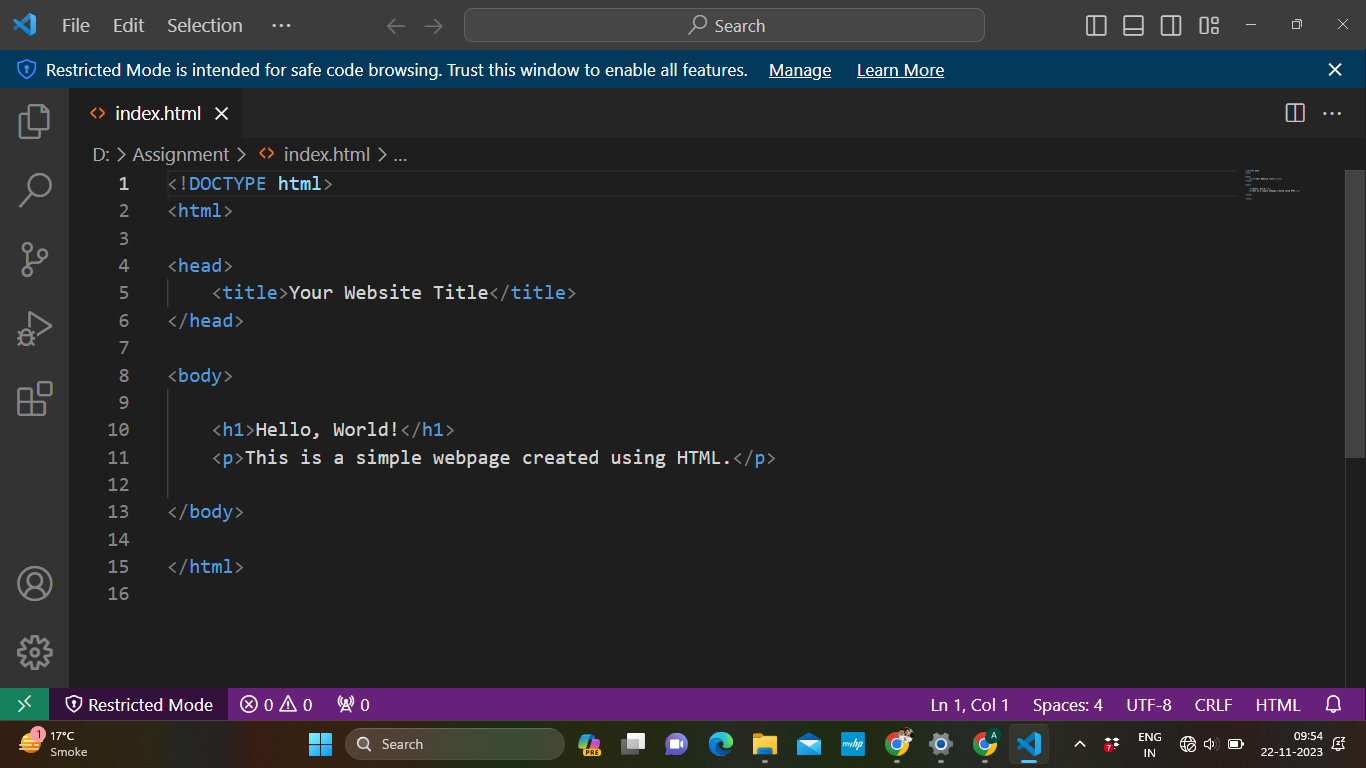 File Edit Selection ··· Search
Restricted Mode is intended for safe code browsing. Trust this window to enable all features. Manage Learn More
index.html
D: > Assignment > index.html > ...
1 <!DOCTYPE html>
2 <html>
3
4 <head>
5     <title>Your Website Title</title>
6 </head>
7
8 <body>
9
10     <h1>Hello, World!</h1>
11     <p>This is a simple webpage created using HTML.</p>
12
13 </body>
14
15 </html>
16
Restricted Mode 0 0 0 Ln 1, Col 1 Spaces: 4 UTF-8 CRLF HTML
1 17°C
Smoke
Search
PRE
myhp
A
7
ENG
IN
09:54
22-11-2023